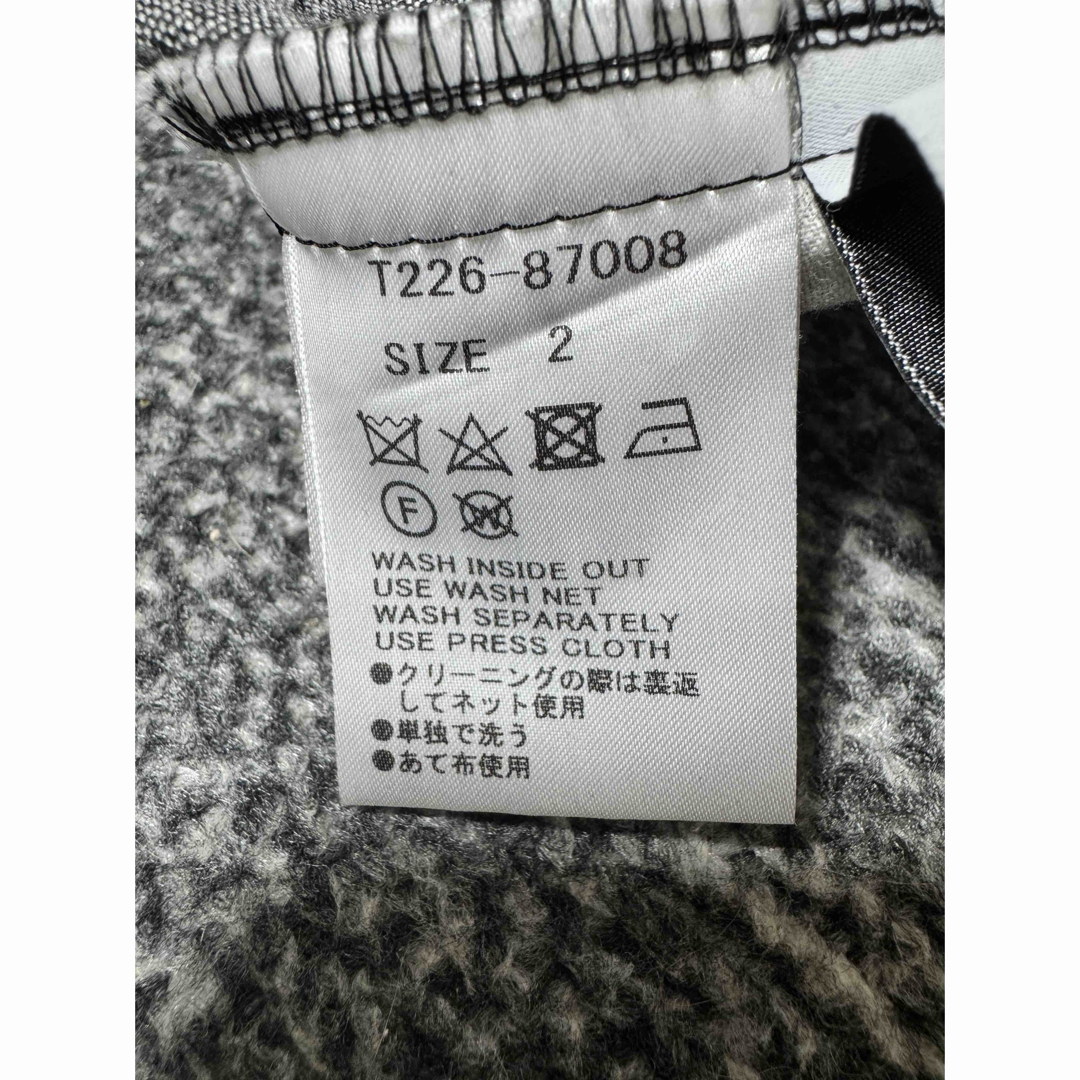 T226-87008
SIZE 2
F
W
WASH INSIDE OUT
USE WASH NET
WASH SEPARATELY
USE PRESS CLOTH
●クリーニングの際は裏返
してネット使用
●単独で洗う
●あて布使用